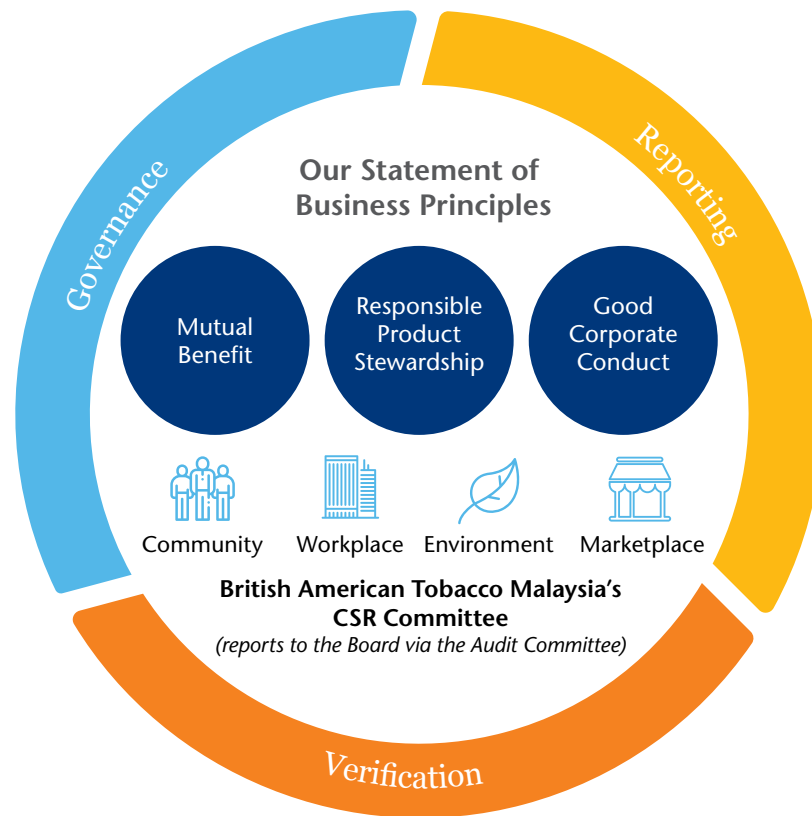 Governance
Reporting
Our Statement of
Business Principles
Mutual
Benefit
Responsible
Product
Stewardship
Good
Corporate
Conduct
Community
Workplace
Environment
Marketplace
British American Tobacco Malaysia’s
CSR Committee
(reports to the Board via the Audit Committee)
Verification